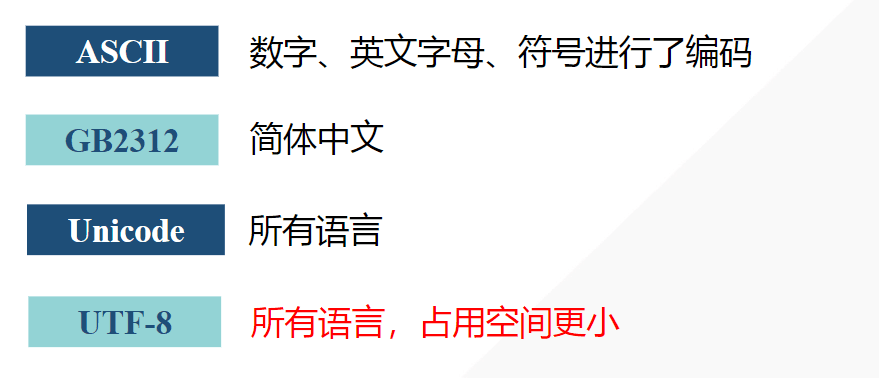 ASCII 数字、英文字母、符号进行了编码
GB2312 简体中文
Unicode 所有语言
UTF-8 所有语言，占用空间更小